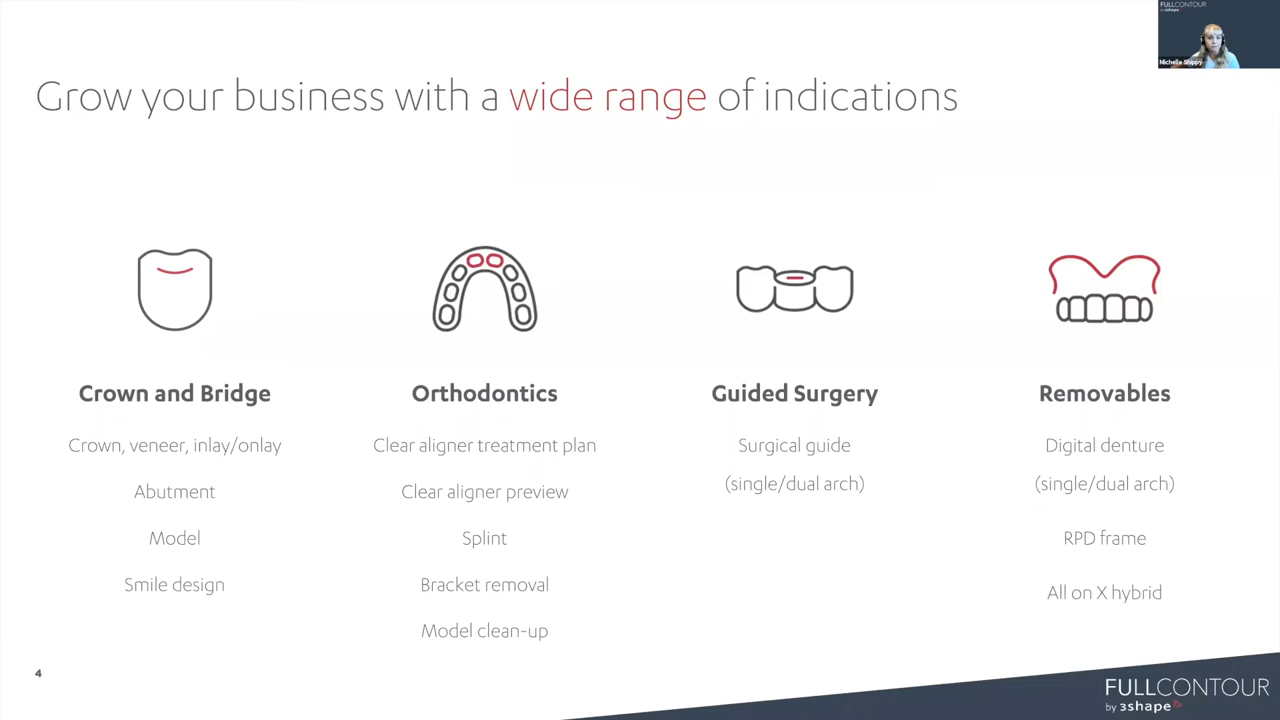 FULLCONTOUR
by 3shape
Michelle Shippy
Grow your business with a wide range of indications
Crown and Bridge
Crown, veneer, inlay/onlay
Abutment
Model
Smile design
Orthodontics
Clear aligner treatment plan
Clear aligner preview
Splint
Bracket removal
Model clean-up
Guided Surgery
Surgical guide
(single/dual arch)
Removables
Digital denture
(single/dual arch)
RPD frame
All on X hybrid
4
FULLCONTOUR
by 3shape